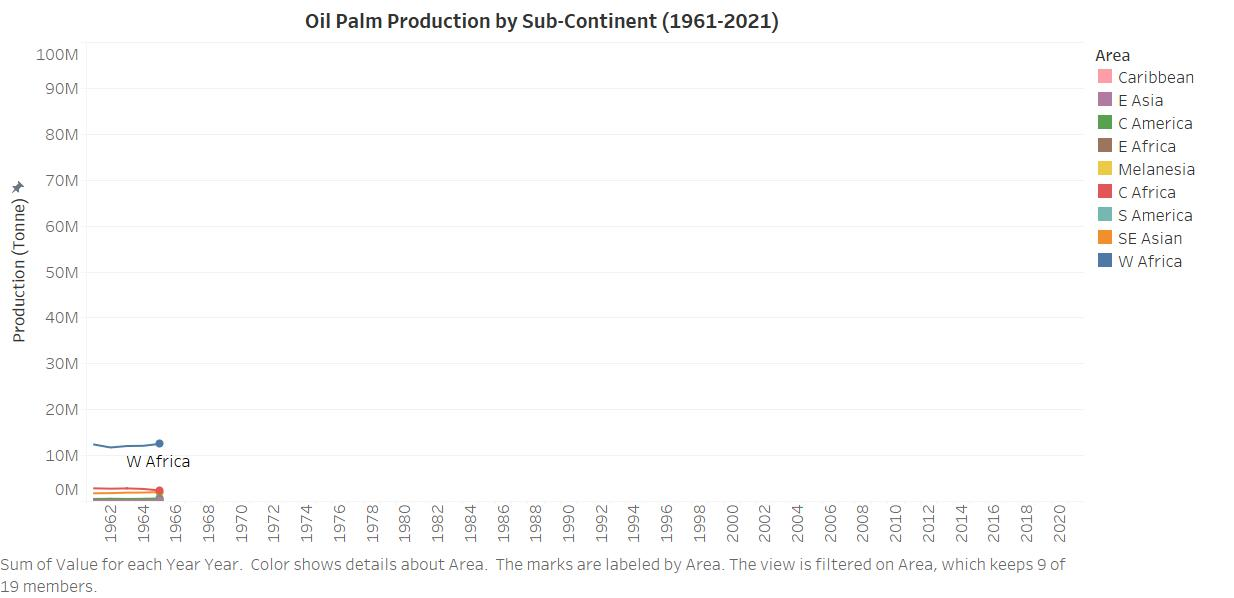 Oil Palm Production by Sub-Continent (1961-2021)
100M
90M
80M
70M
60M
50M
40M
30M
20M
10M
0M
Production (Tonne)
W Africa
1962
1964
1966
1968
1970
1972
1974
1976
1978
1980
1982
1984
1986
1988
1990
1992
1994
1996
1998
2000
2002
2004
2006
2008
2010
2012
2014
2016
2018
2020
Area
Caribbean
E Asia
C America
E Africa
Melanesia
C Africa
S America
SE Asian
W Africa
Sum of Value for each Year Year.  Color shows details about Area.  The marks are labeled by Area. The view is filtered on Area, which keeps 9 of
19 members.